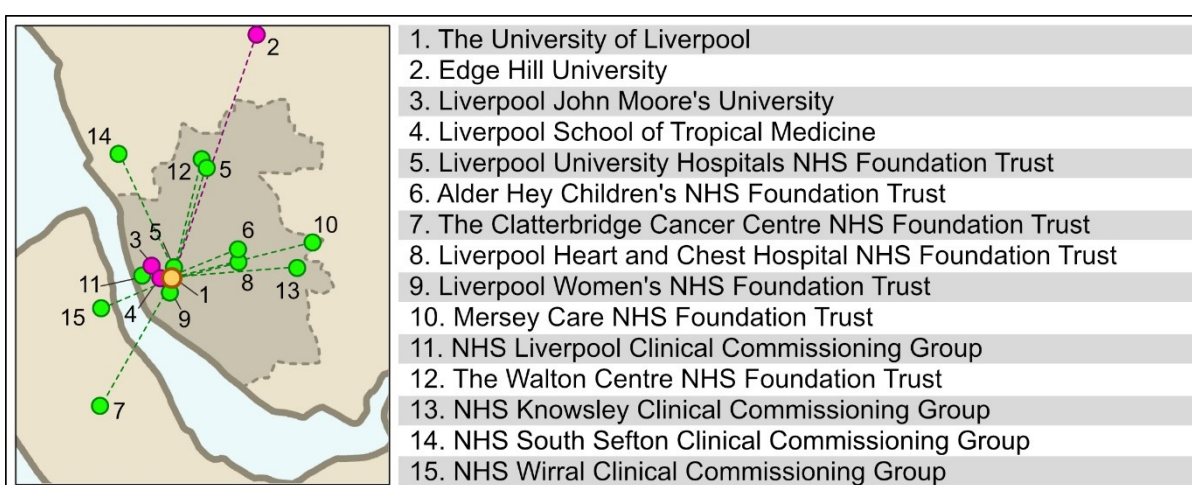 2
14
12
5
3
5
6
10
11
8
13
1
15
4
9
7
1. The University of Liverpool
2. Edge Hill University
3. Liverpool John Moore's University
4. Liverpool School of Tropical Medicine
5. Liverpool University Hospitals NHS Foundation Trust
6. Alder Hey Children's NHS Foundation Trust
7. The Clatterbridge Cancer Centre NHS Foundation Trust
8. Liverpool Heart and Chest Hospital NHS Foundation Trust
9. Liverpool Women's NHS Foundation Trust
10. Mersey Care NHS Foundation Trust
11. NHS Liverpool Clinical Commissioning Group
12. The Walton Centre NHS Foundation Trust
13. NHS Knowsley Clinical Commissioning Group
14. NHS South Sefton Clinical Commissioning Group
15. NHS Wirral Clinical Commissioning Group